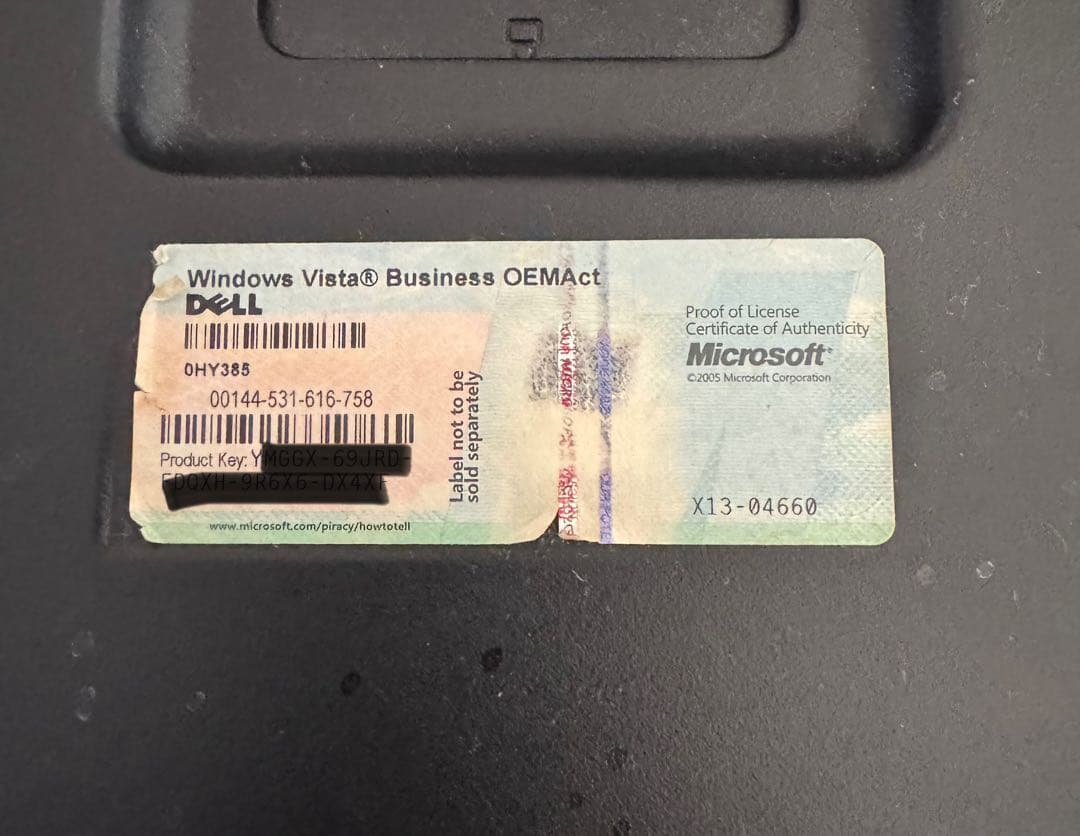 Windows Vista® Business OEMAct
DELL
0HY385
00144-531-616-758
Product Key:
www.microsoft.com/piracy/howtotell
Label not to be
sold separately
Proof of License
Certificate of Authenticity
Microsoft®
©2005 Microsoft Corporation
X13-04660